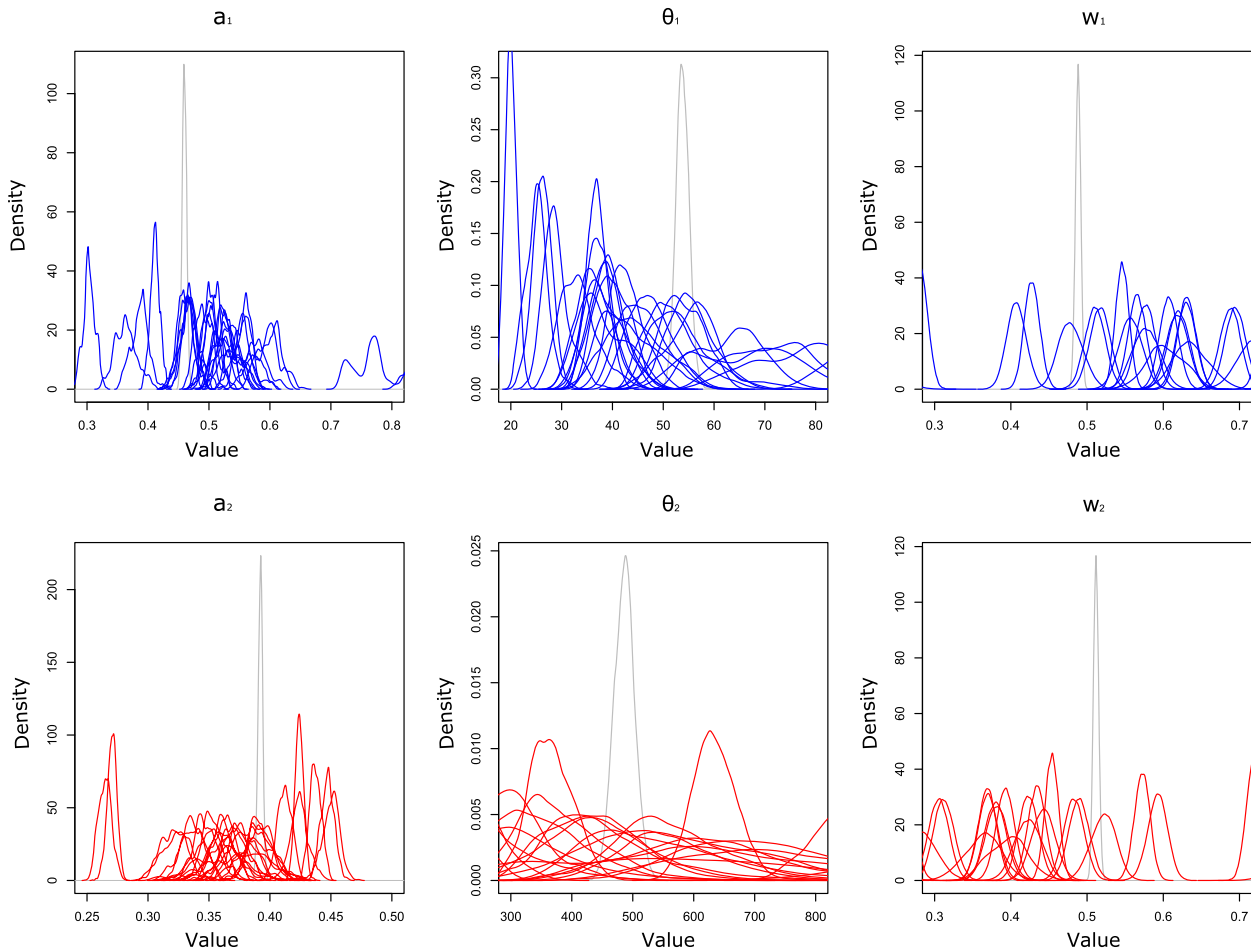 a₁
θ₁
w₁
Density
0 20 40 60 80 100
0.3 0.4 0.5 0.6 0.7 0.8
Value
Density
0.00 0.05 0.10 0.15 0.20 0.25 0.30
20 30 40 50 60 70 80
Value
Density
0 20 40 60 80 100 120
0.3 0.4 0.5 0.6 0.7
Value
a₂
θ₂
w₂
Density
0 50 100 150 200
0.25 0.30 0.35 0.40 0.45 0.50
Value
Density
0.000 0.005 0.010 0.015 0.020 0.025
300 400 500 600 700 800
Value
Density
0 20 40 60 80 100 120
0.3 0.4 0.5 0.6 0.7
Value